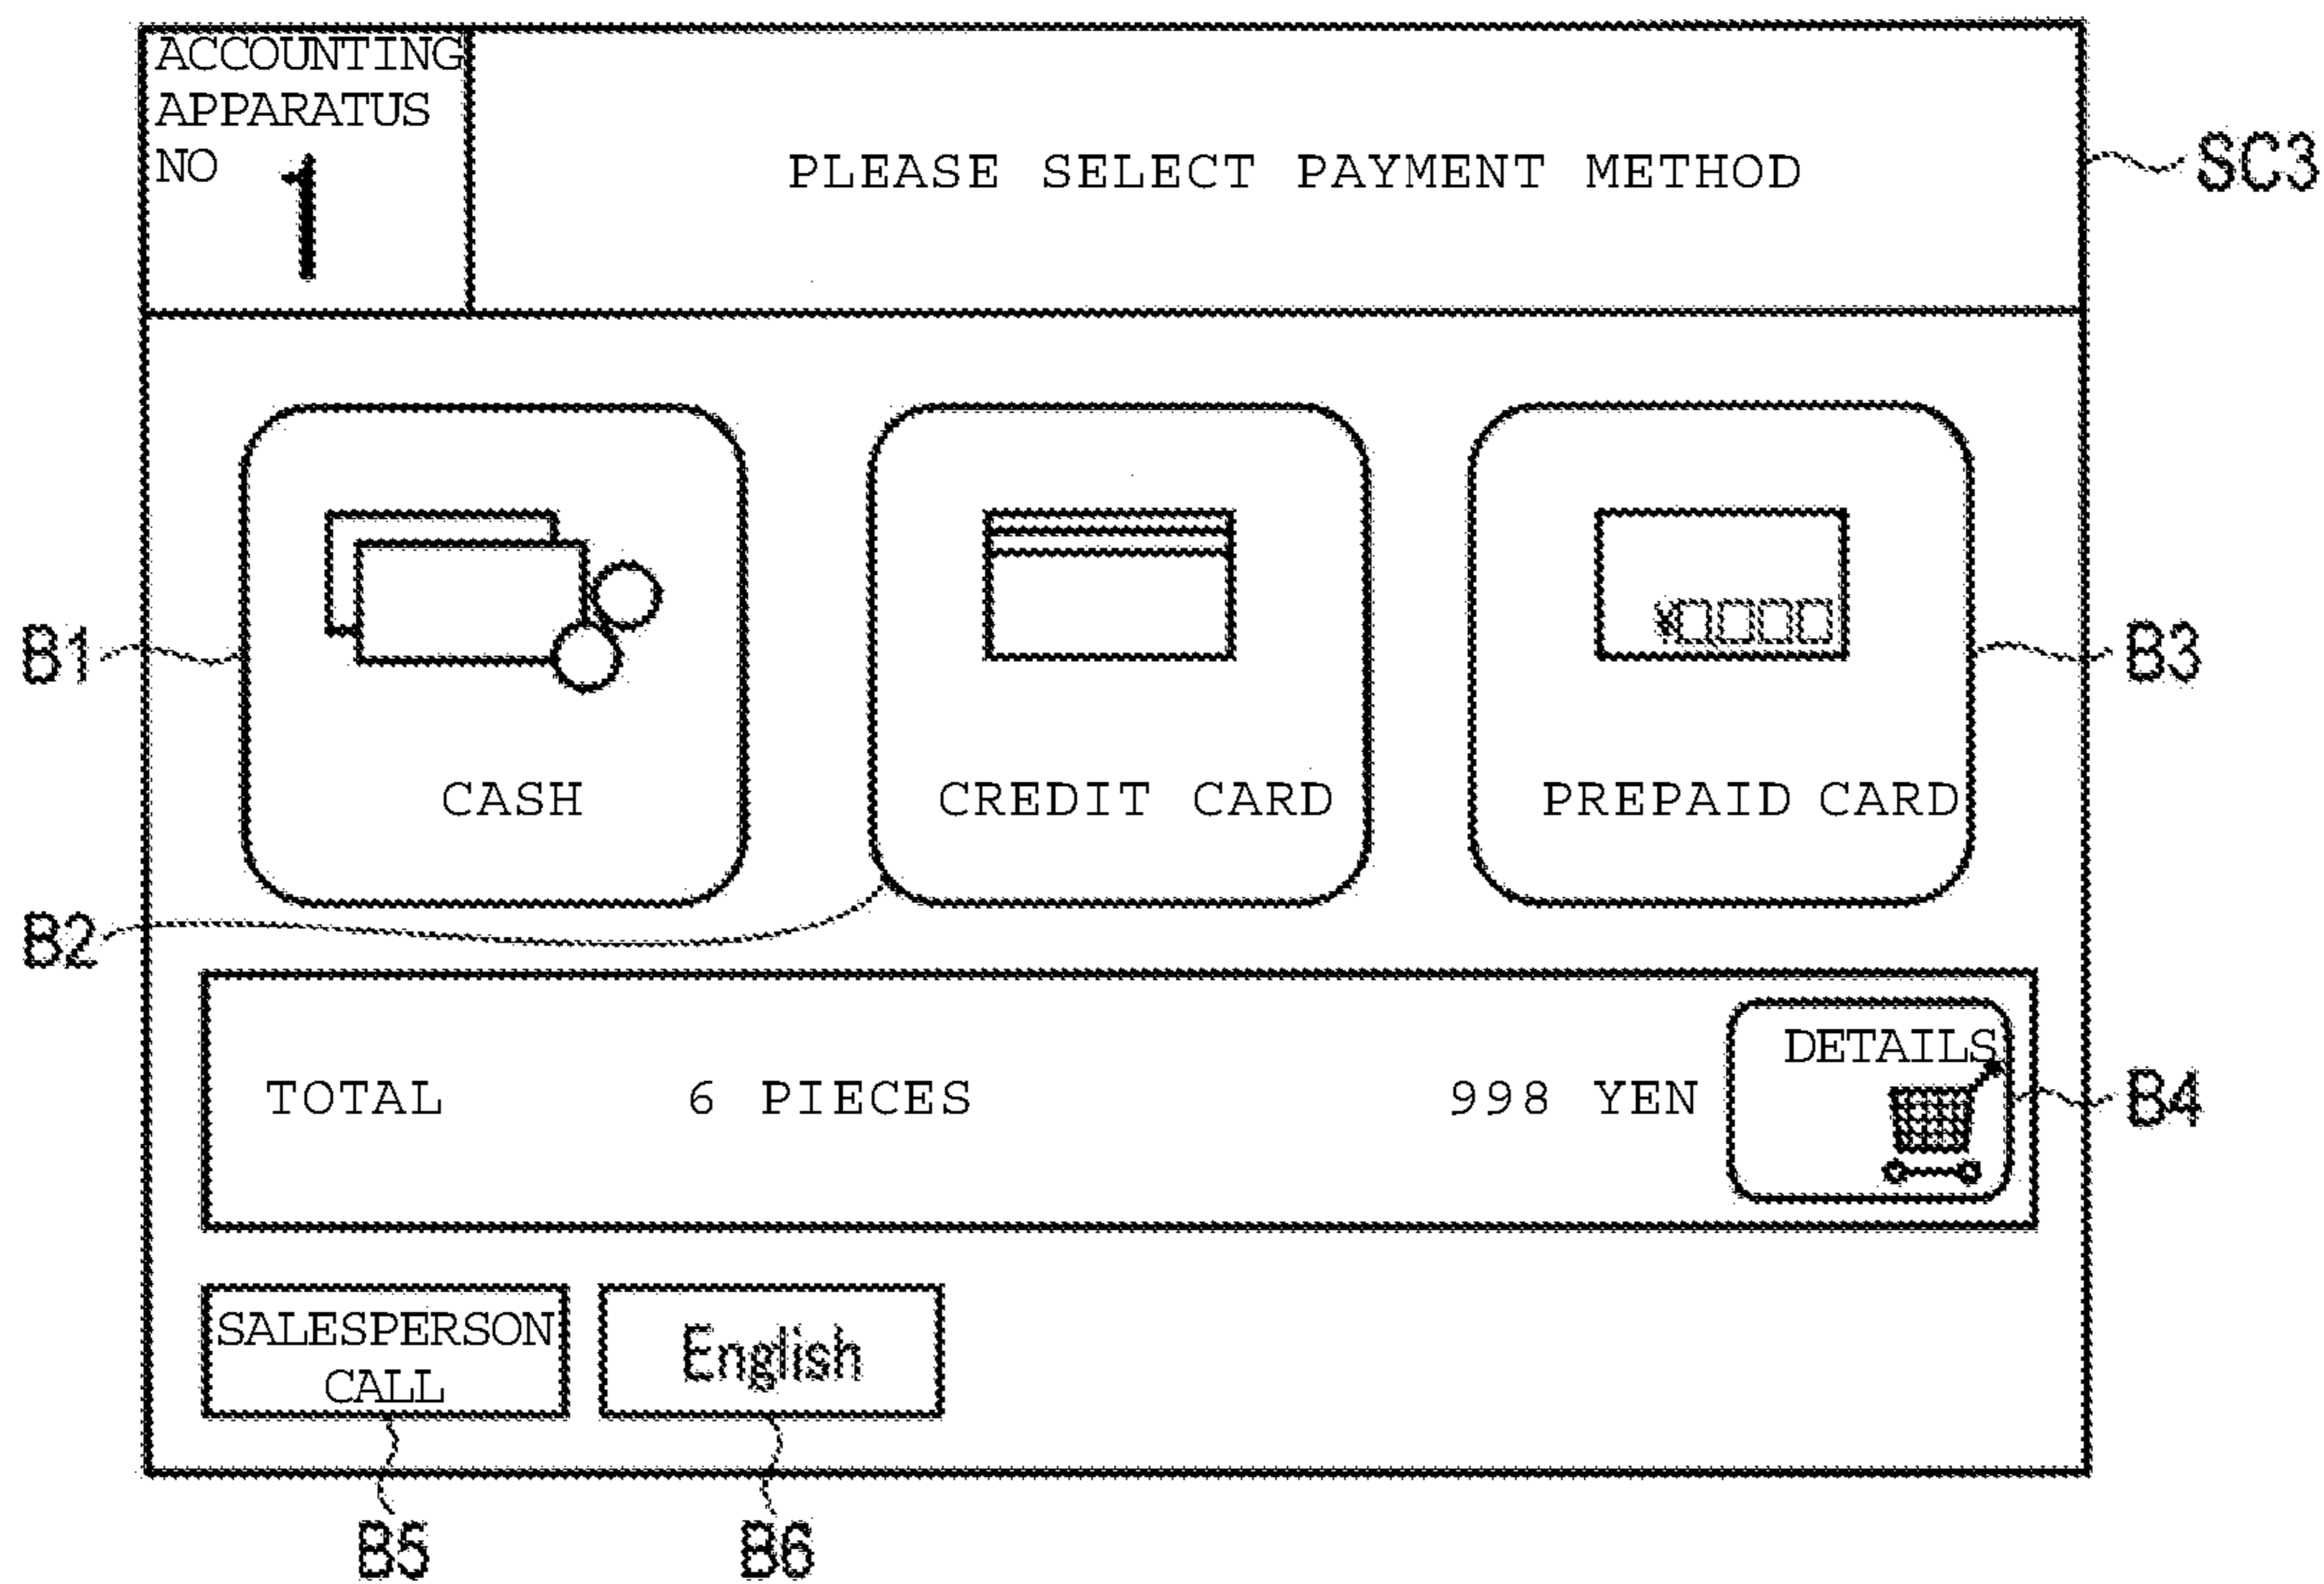 ACCOUNTING
APPARATUS
NO 1
PLEASE SELECT PAYMENT METHOD
SC3
B1
B3
CASH
CREDIT CARD
PREPAID CARD
B2
TOTAL 6 PIECES 998 YEN
DETAILS
B4
SALESPERSON
CALL
English
B5
B6